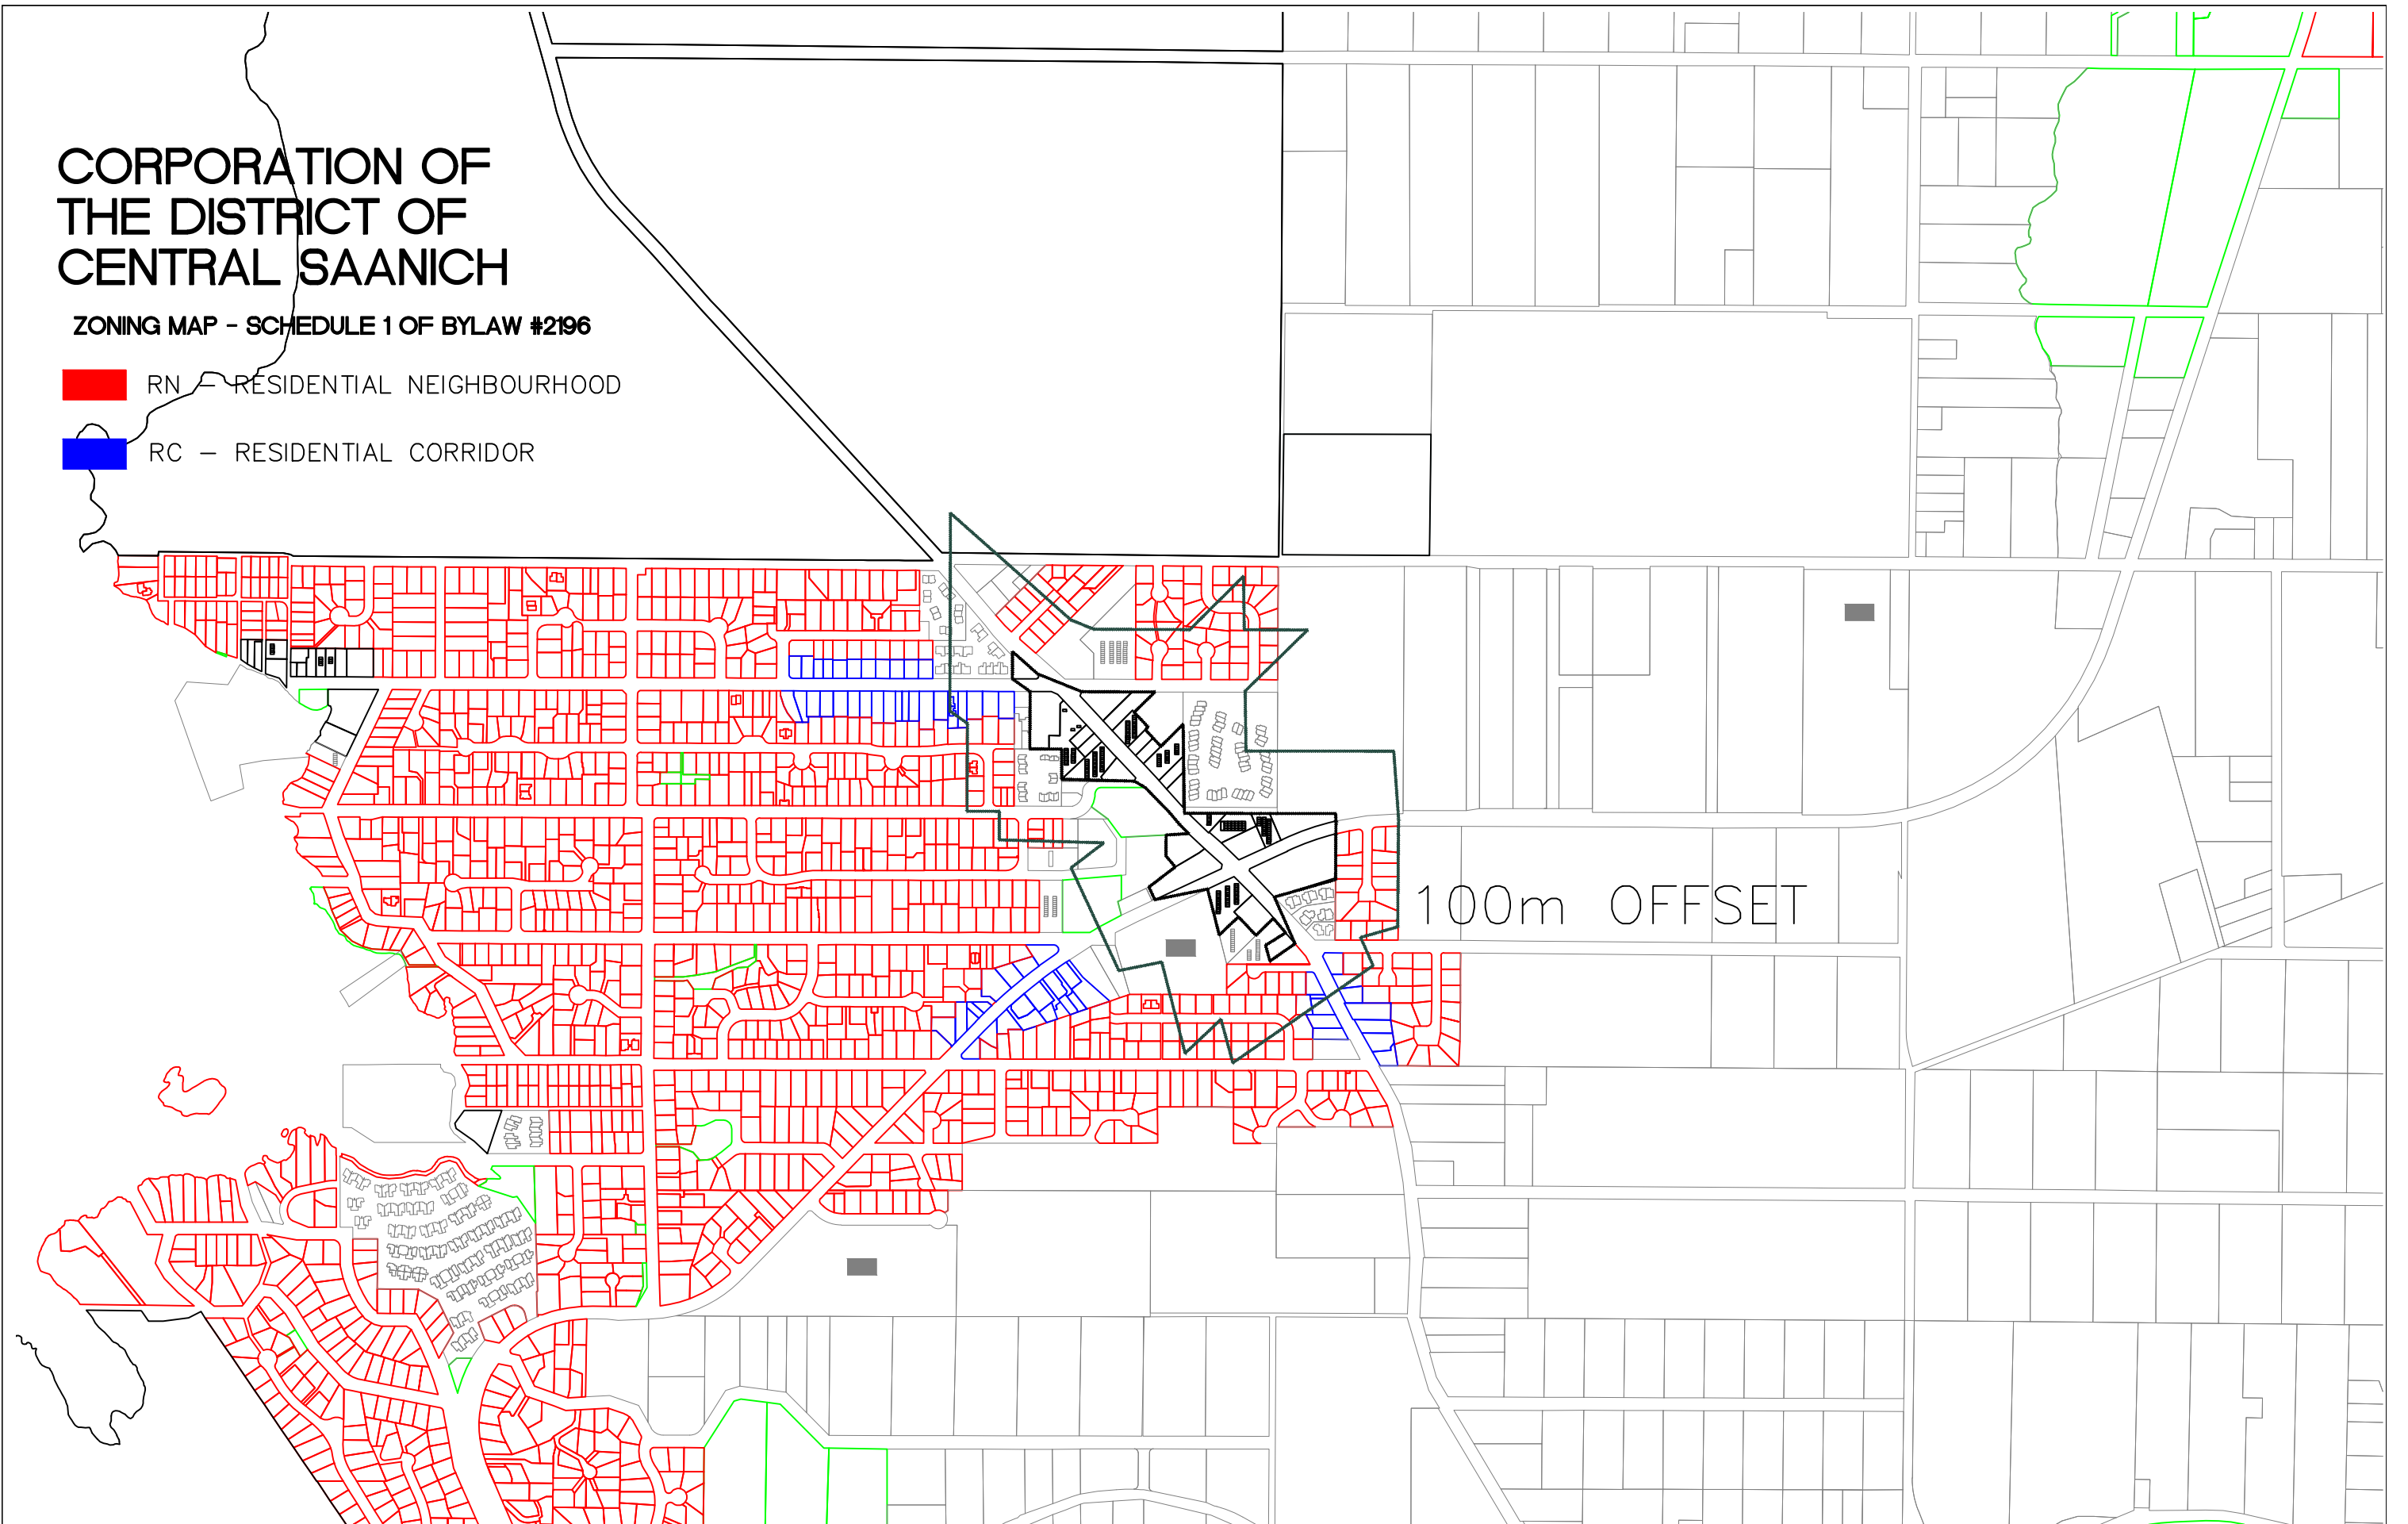 CORPORATION OF
THE DISTRICT OF
CENTRAL SAANICH
ZONING MAP - SCHEDULE 1 OF BYLAW #2196
RN - RESIDENTIAL NEIGHBOURHOOD
RC - RESIDENTIAL CORRIDOR
100m OFFSET